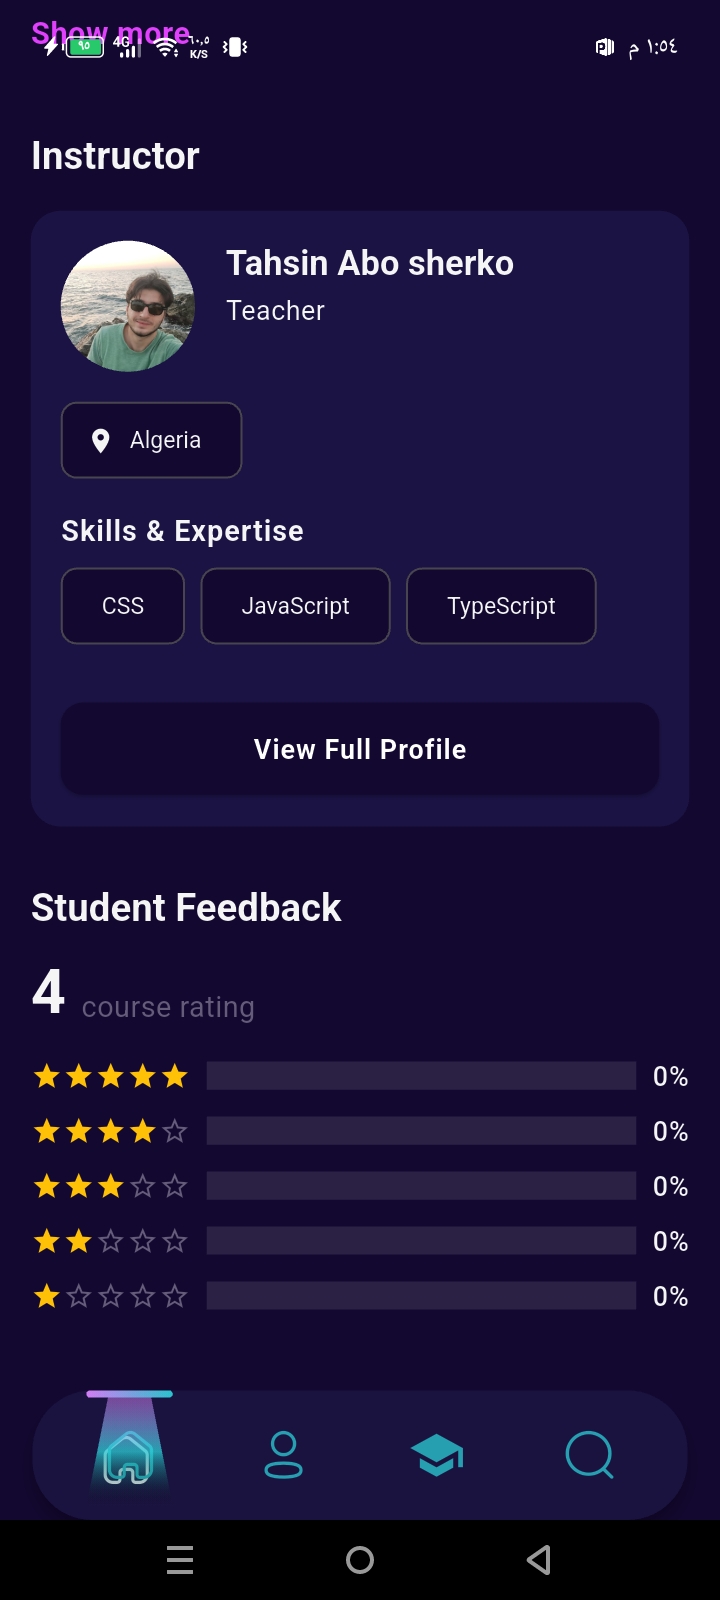 Show more
٩٥ 4G ١٠,٥ K/S ١:٥٤ م
Instructor
Tahsin Abo sherko
Teacher
Algeria
Skills & Expertise
CSS JavaScript TypeScript
View Full Profile
Student Feedback
4 course rating
0%
0%
0%
0%
0%